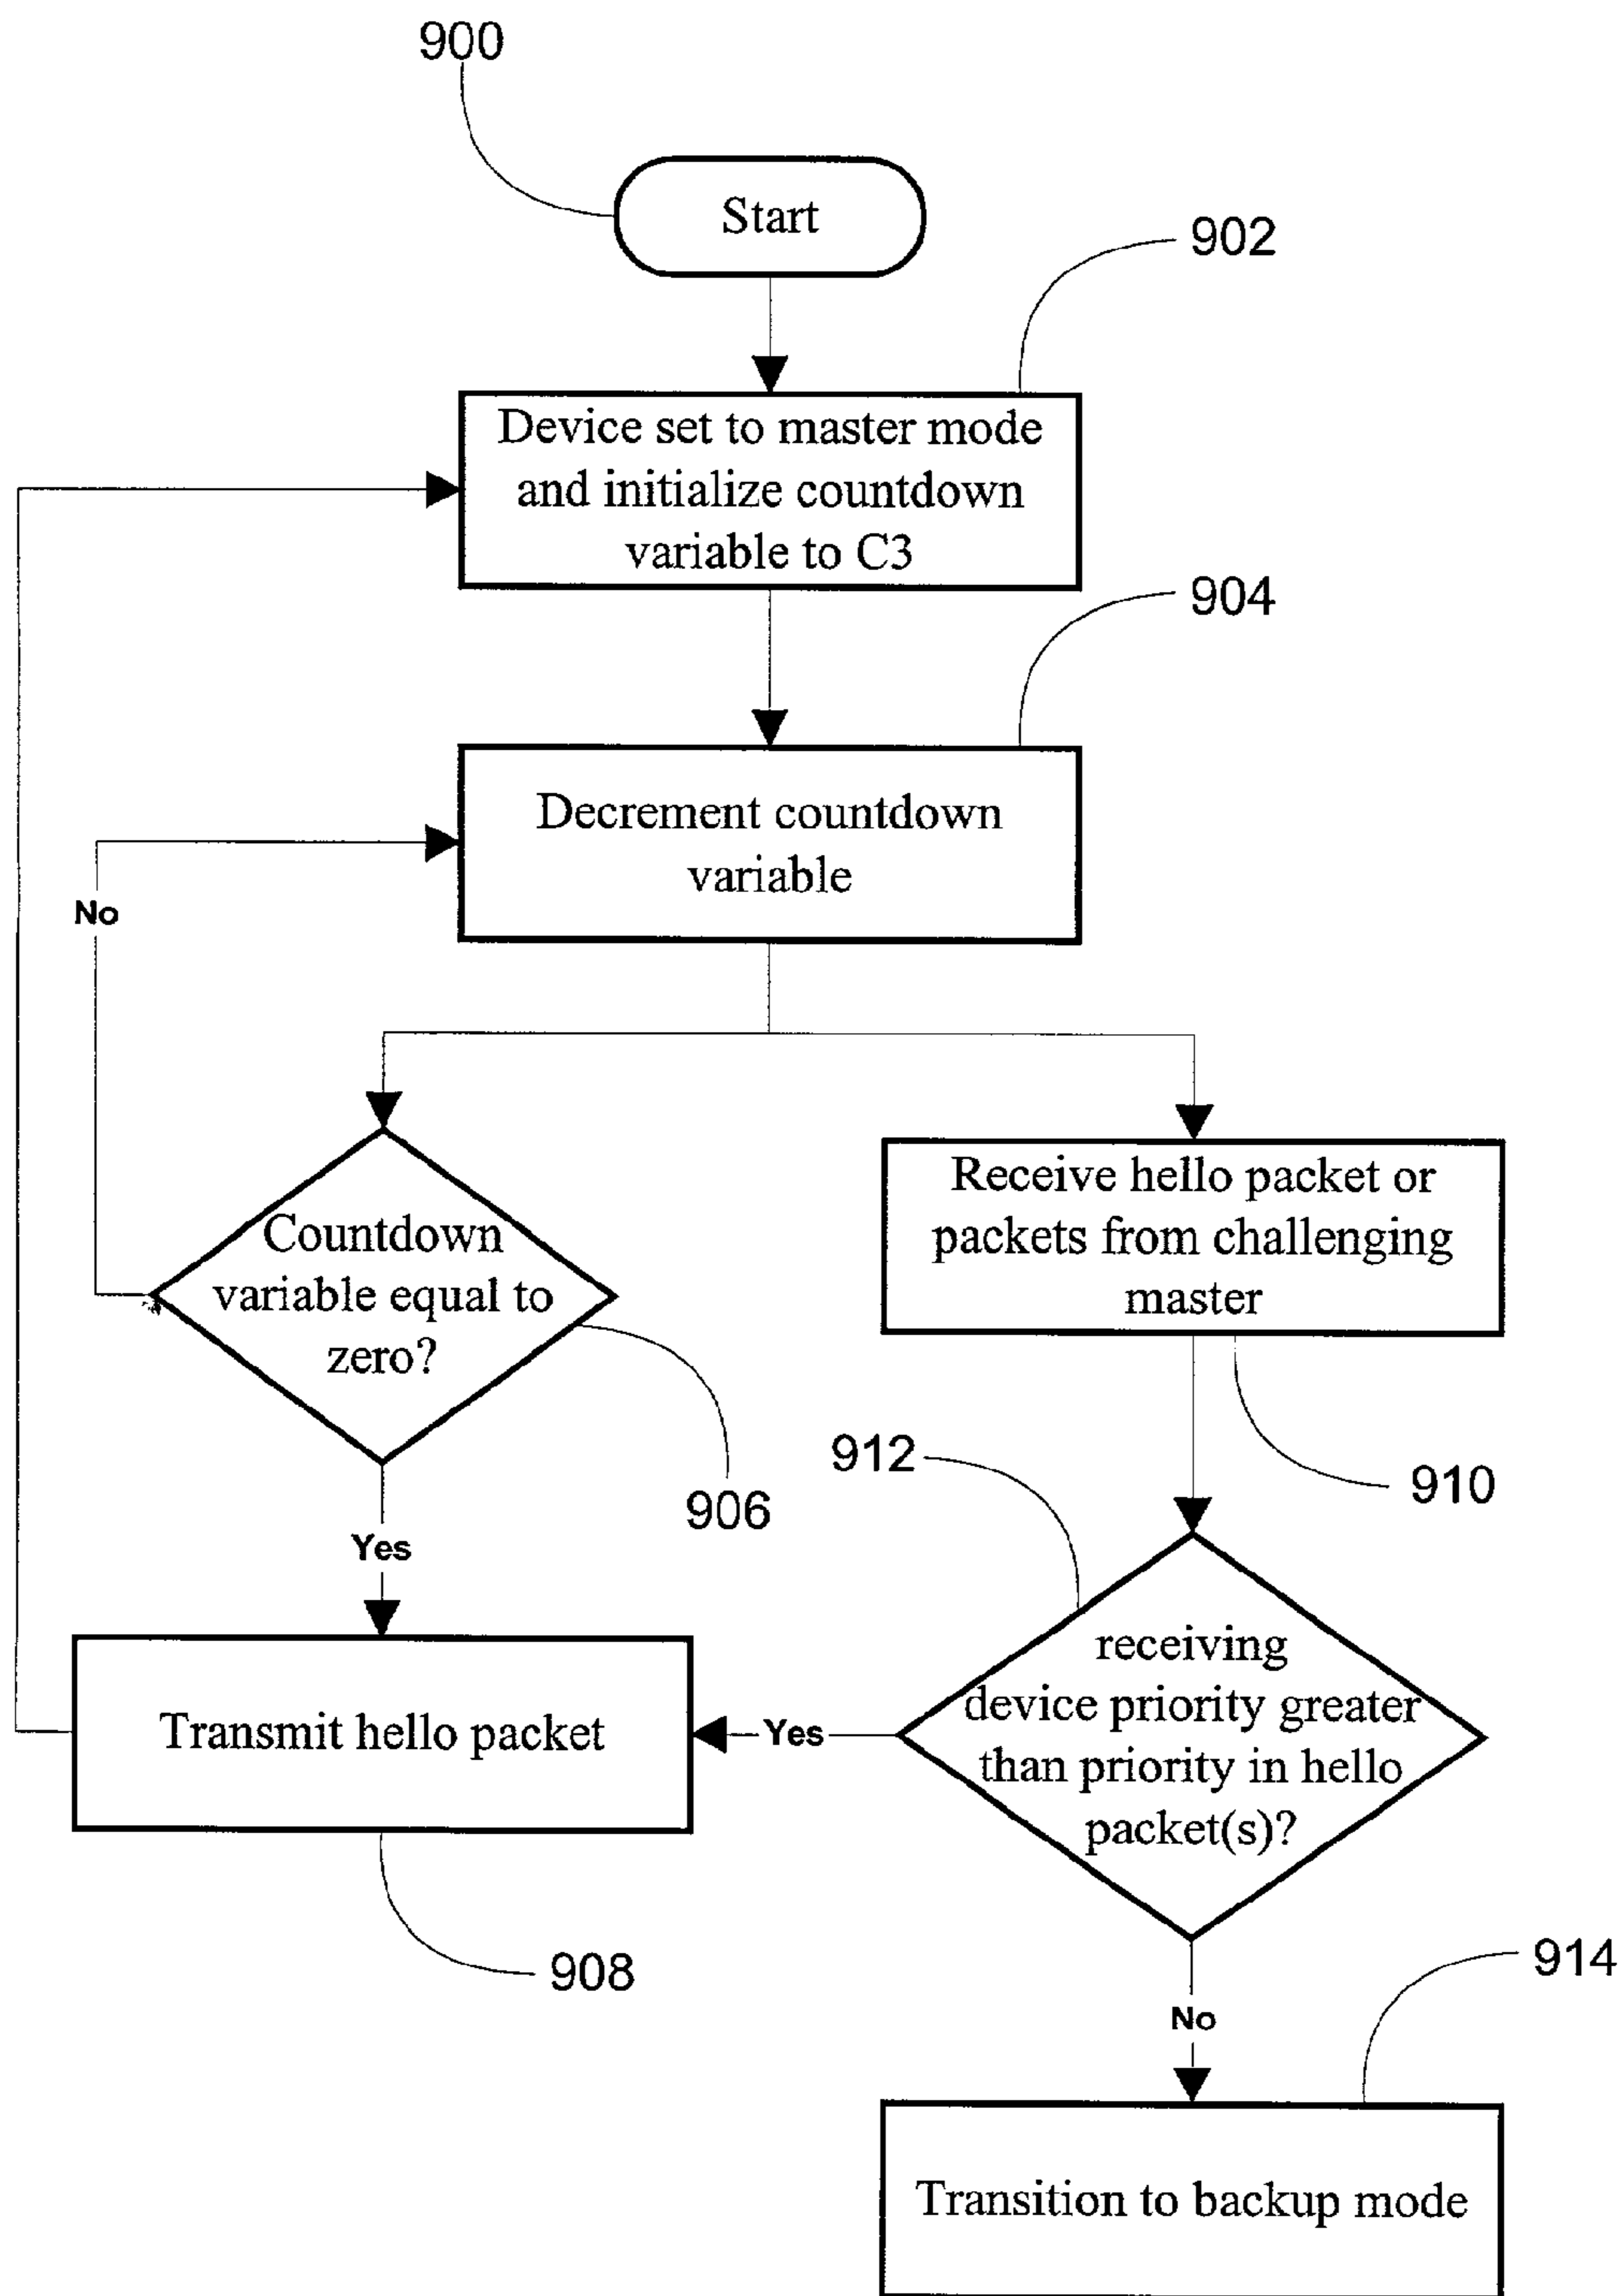 900
Start
902
Device set to master mode
and initialize countdown
variable to C3
904
Decrement countdown
variable
No
Countdown
variable equal to
zero?
906
Receive hello packet or
packets from challenging
master
910
912
Yes
receiving
device priority greater
than priority in hello
packet(s)?
Transmit hello packet
Yes
908
No
914
Transition to backup mode